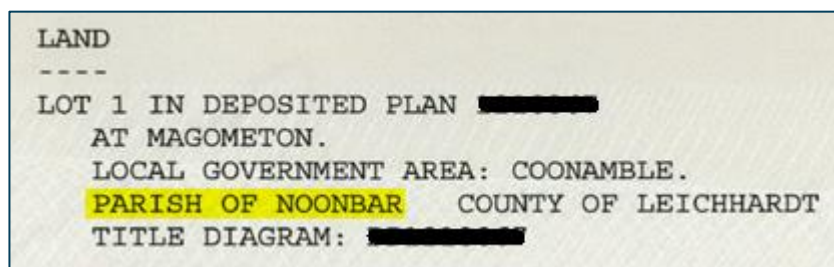 LAND
----
LOT 1 IN DEPOSITED PLAN
AT MAGOMETON.
LOCAL GOVERNMENT AREA: COONAMBLE.
PARISH OF NOONBAR COUNTY OF LEICHHARDT
TITLE DIAGRAM: